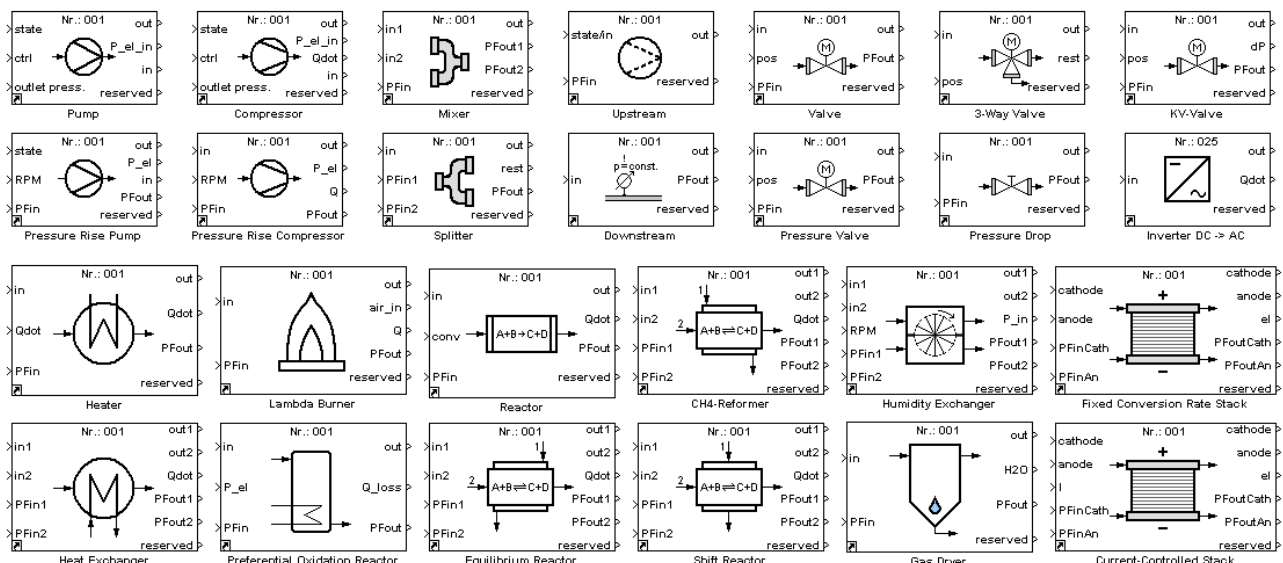 Nr.: 001
state
ctrl
outlet press.
out
P_el_in
in
reserved
Pump
Nr.: 001
state
ctrl
outlet press.
out
P_el_in
Qdot
in
reserved
Compressor
Nr.: 001
in1
in2
PFin
out
PFout1
PFout2
reserved
Mixer
Nr.: 001
state/in
PFin
out
reserved
Upstream
Nr.: 001
in
pos
PFin
M
out
PFout
reserved
Valve
Nr.: 001
in
pos
M
out
rest
reserved
3-Way Valve
Nr.: 001
in
pos
PFin
M
out
dP
PFout
reserved
KV-Valve
Nr.: 001
state
RPM
PFin
out
P_el
in
PFout
reserved
Pressure Rise Pump
Nr.: 001
in
RPM
PFin
out
P_el
Q
PFout
Pressure Rise Compressor
Nr.: 001
in
PFin1
PFin2
out
rest
PFout
reserved
Splitter
Nr.: 001
in
!
p=const.
out
PFout
reserved
Downstream
Nr.: 001
in
pos
PFin
M
out
PFout
reserved
Pressure Valve
Nr.: 001
in
PFin
out
PFout
reserved
Pressure Drop
Nr.: 025
in
−
~
out
Qdot
reserved
Inverter DC -> AC
Nr.: 001
in
Qdot
PFin
out
Qdot
PFout
reserved
Heater
Nr.: 001
in
PFin
out
air_in
Q
PFout
reserved
Lambda Burner
Nr.: 001
in
conv
PFin
A+B→C+D
out
Qdot
PFout
reserved
Reactor
Nr.: 001
in1
in2
PFin1
PFin2
1
2
A+B⇌C+D
out1
out2
Qdot
PFout1
PFout2
reserved
CH4-Reformer
Nr.: 001
in1
in2
RPM
PFin1
PFin2
out1
out2
P_in
PFout1
PFout2
reserved
Humidity Exchanger
Nr.: 001
cathode
anode
PFinCath
PFinAn
+
−
cathode
anode
el
PFoutCath
PFoutAn
reserved
Fixed Conversion Rate Stack
Nr.: 001
in1
in2
PFin1
PFin2
out1
out2
Qdot
PFout1
PFout2
reserved
Heat Exchanger
Nr.: 001
in
P_el
PFin
out
Q_loss
PFout
Preferential Oxidation Reactor
Nr.: 001
in1
in2
PFin1
PFin2
1
2
A+B⇌C+D
out1
out2
Qdot
PFout1
PFout2
reserved
Equilibrium Reactor
Nr.: 001
in1
in2
PFin1
PFin2
1
2
A+B⇌C+D
out1
out2
Qdot
PFout1
PFout2
reserved
Shift Reactor
Nr.: 001
in
PFin
out
H2O
PFout
reserved
Gas Dryer
Nr.: 001
cathode
anode
I
PFinCath
PFinAn
+
−
cathode
anode
el
PFoutCath
PFoutAn
reserved
Current-Controlled Stack